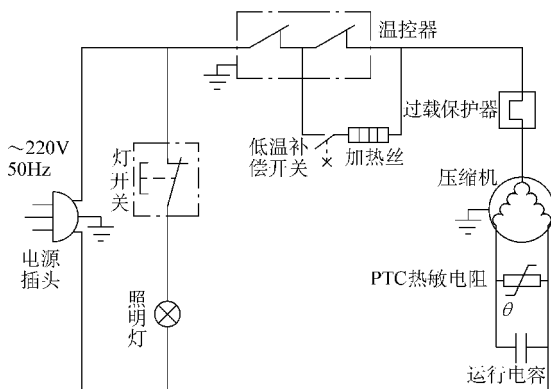 温控器
过载保护器
低温补
偿开关
加热丝
～220V
50Hz
灯
开
关
压缩机
电源
插头
PTC热敏电阻
θ
照
明
灯
运行电容